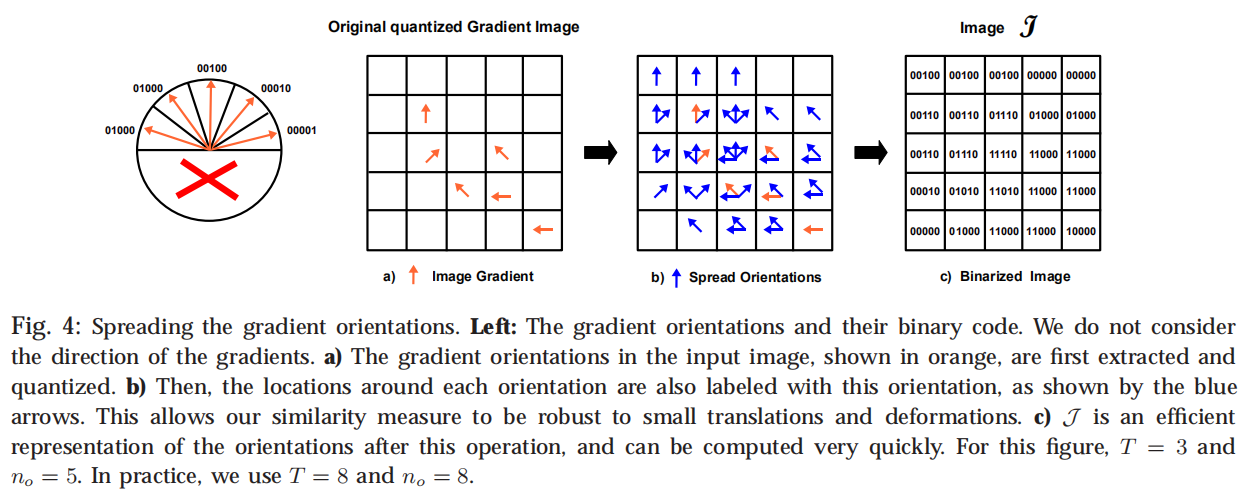 Original quantized Gradient Image
Image 𝒥
00100
01000
00010
01000
00001
00100 00100 00100 00000 00000
00110 00110 01110 01000 01000
00110 01110 11110 11000 11000
00010 01010 11010 11000 11000
00000 01000 11000 11000 10000
a) Image Gradient
b) Spread Orientations
c) Binarized Image
Fig. 4: Spreading the gradient orientations. Left: The gradient orientations and their binary code. We do not consider
the direction of the gradients. a) The gradient orientations in the input image, shown in orange, are first extracted and
quantized. b) Then, the locations around each orientation are also labeled with this orientation, as shown by the blue
arrows. This allows our similarity measure to be robust to small translations and deformations. c) 𝒥 is an efficient
representation of the orientations after this operation, and can be computed very quickly. For this figure, T = 3 and
nₒ = 5. In practice, we use T = 8 and nₒ = 8.